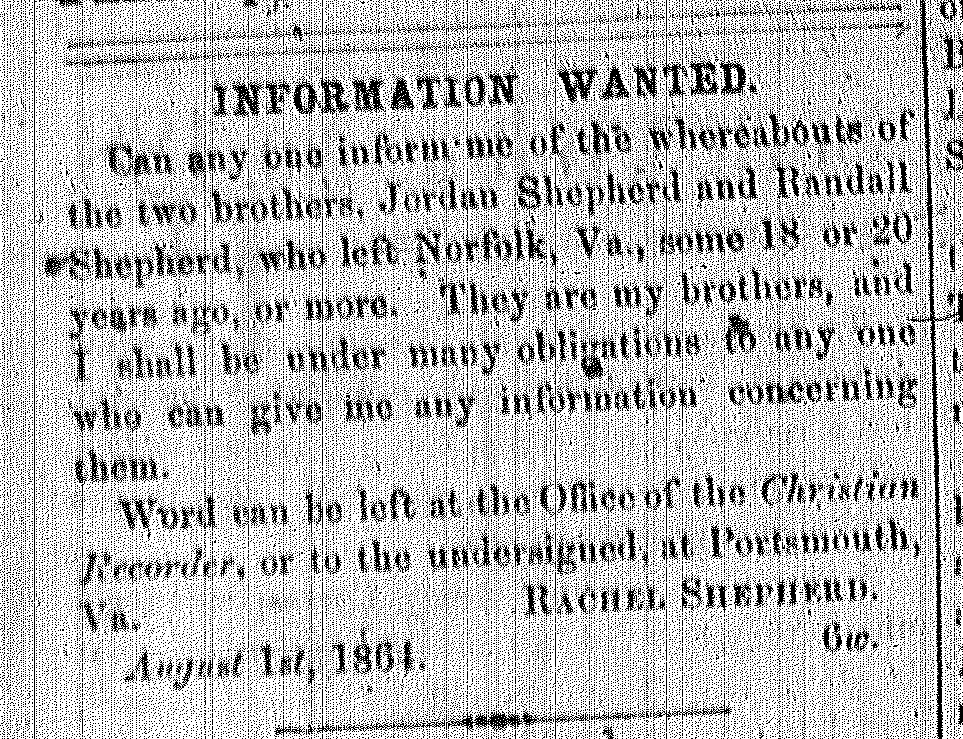 INFORMATION WANTED.
Can any one inform me of the whereabouts of
the two brothers, Jordan Shepherd and Randall
Shepherd, who left Norfolk, Va., some 18 or 20
years ago, or more. They are my brothers, and
I shall be under many obligations to any one
who can give me any information concerning
them.
Word can be left at the Office of the Christian
Recorder, or to the undersigned, at Portsmouth,
Va. RACHEL SHEPHERD.
August 1st, 1864. 6w.